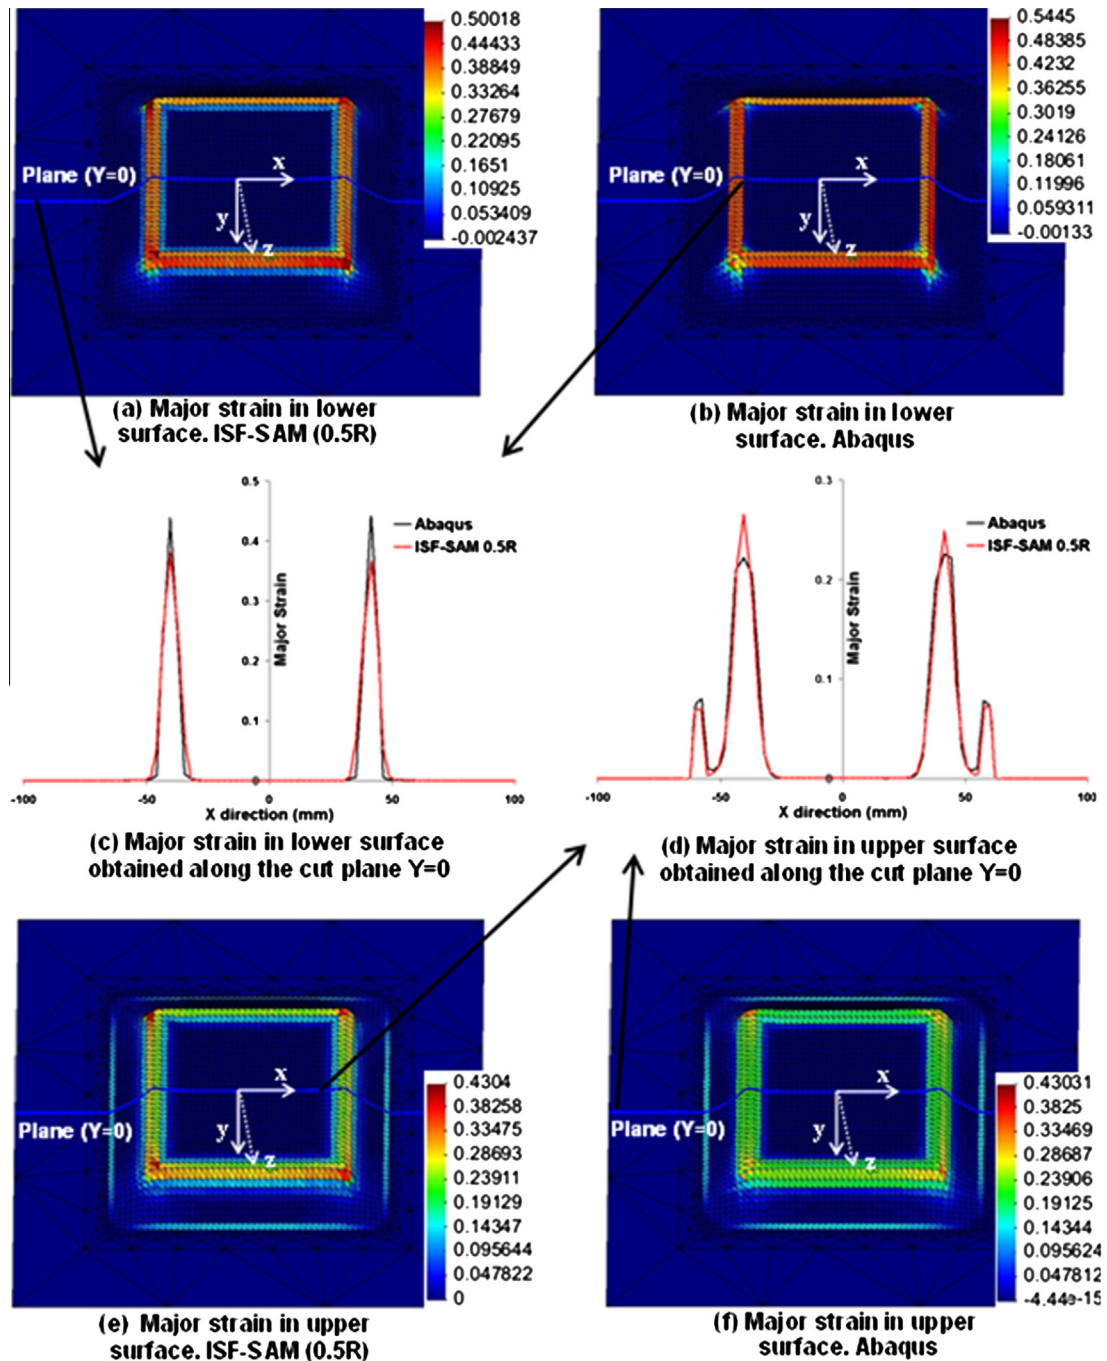 0.50018
0.44433
0.38849
0.33264
0.27679
0.22095
0.1651
0.10925
0.053409
-0.002437
Plane (Y=0)
x
y
z
0.5445
0.48385
0.4232
0.36255
0.3019
0.24126
0.18061
0.11996
0.059311
-0.00133
Plane (Y=0)
x
y
z
(a) Major strain in lower
surface. ISF-SAM (0.5R)
(b) Major strain in lower
surface. Abaqus
0.5
0.4
0.3
0.2
0.1
0
Major Strain
Abaqus
ISF-SAM 0.5R
-100
-50
0
50
100
X direction (mm)
(c) Major strain in lower surface
obtained along the cut plane Y=0
0.3
0.2
0.1
0
Major Strain
Abaqus
ISF-SAM 0.5R
-100
-50
0
50
100
X direction (mm)
(d) Major strain in upper surface
obtained along the cut plane Y=0
Plane (Y=0)
x
y
z
0.4304
0.38258
0.33475
0.28693
0.23911
0.19129
0.14347
0.095644
0.047822
0
(e) Major strain in upper
surface. ISF-SAM (0.5R)
Plane (Y=0)
x
y
z
0.43031
0.3825
0.33469
0.28687
0.23906
0.19125
0.14344
0.095624
0.047812
-4.44e-15
(f) Major strain in upper
surface. Abaqus